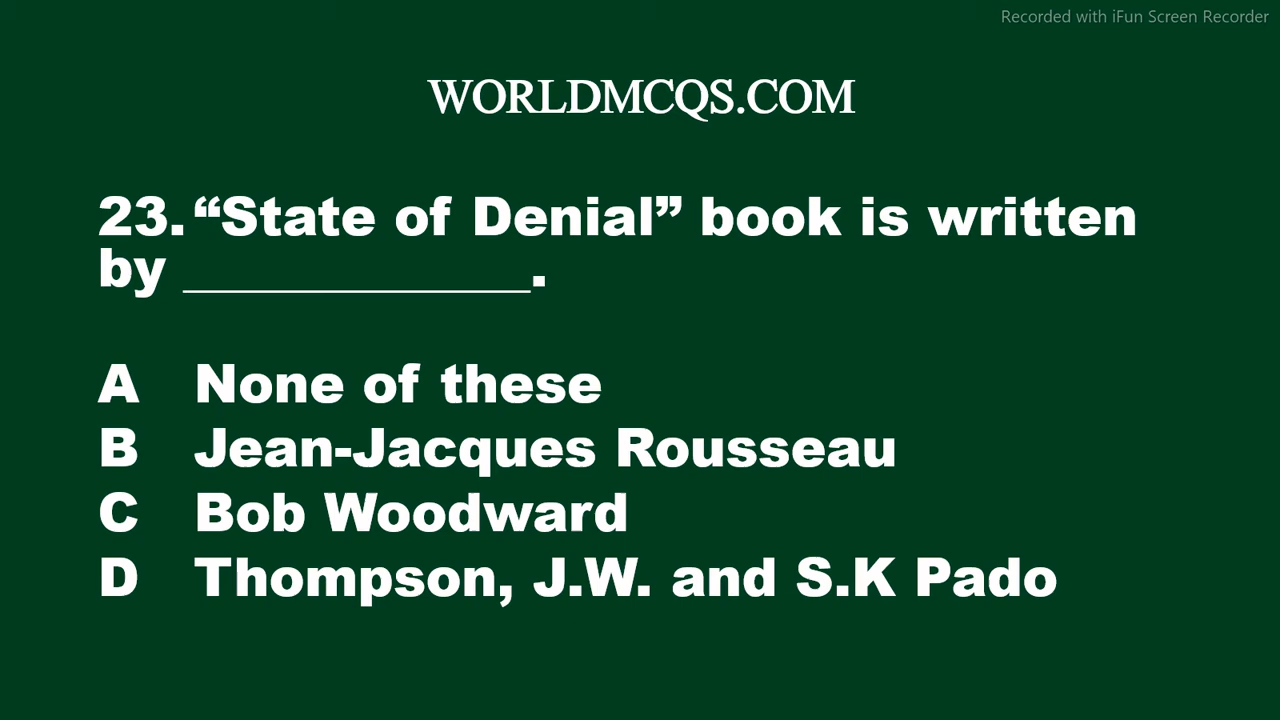 Recorded with iFun Screen Recorder
WORLDMCQS.COM
23. “State of Denial” book is written
by _____________.
A None of these
B Jean-Jacques Rousseau
C Bob Woodward
D Thompson, J.W. and S.K Pado